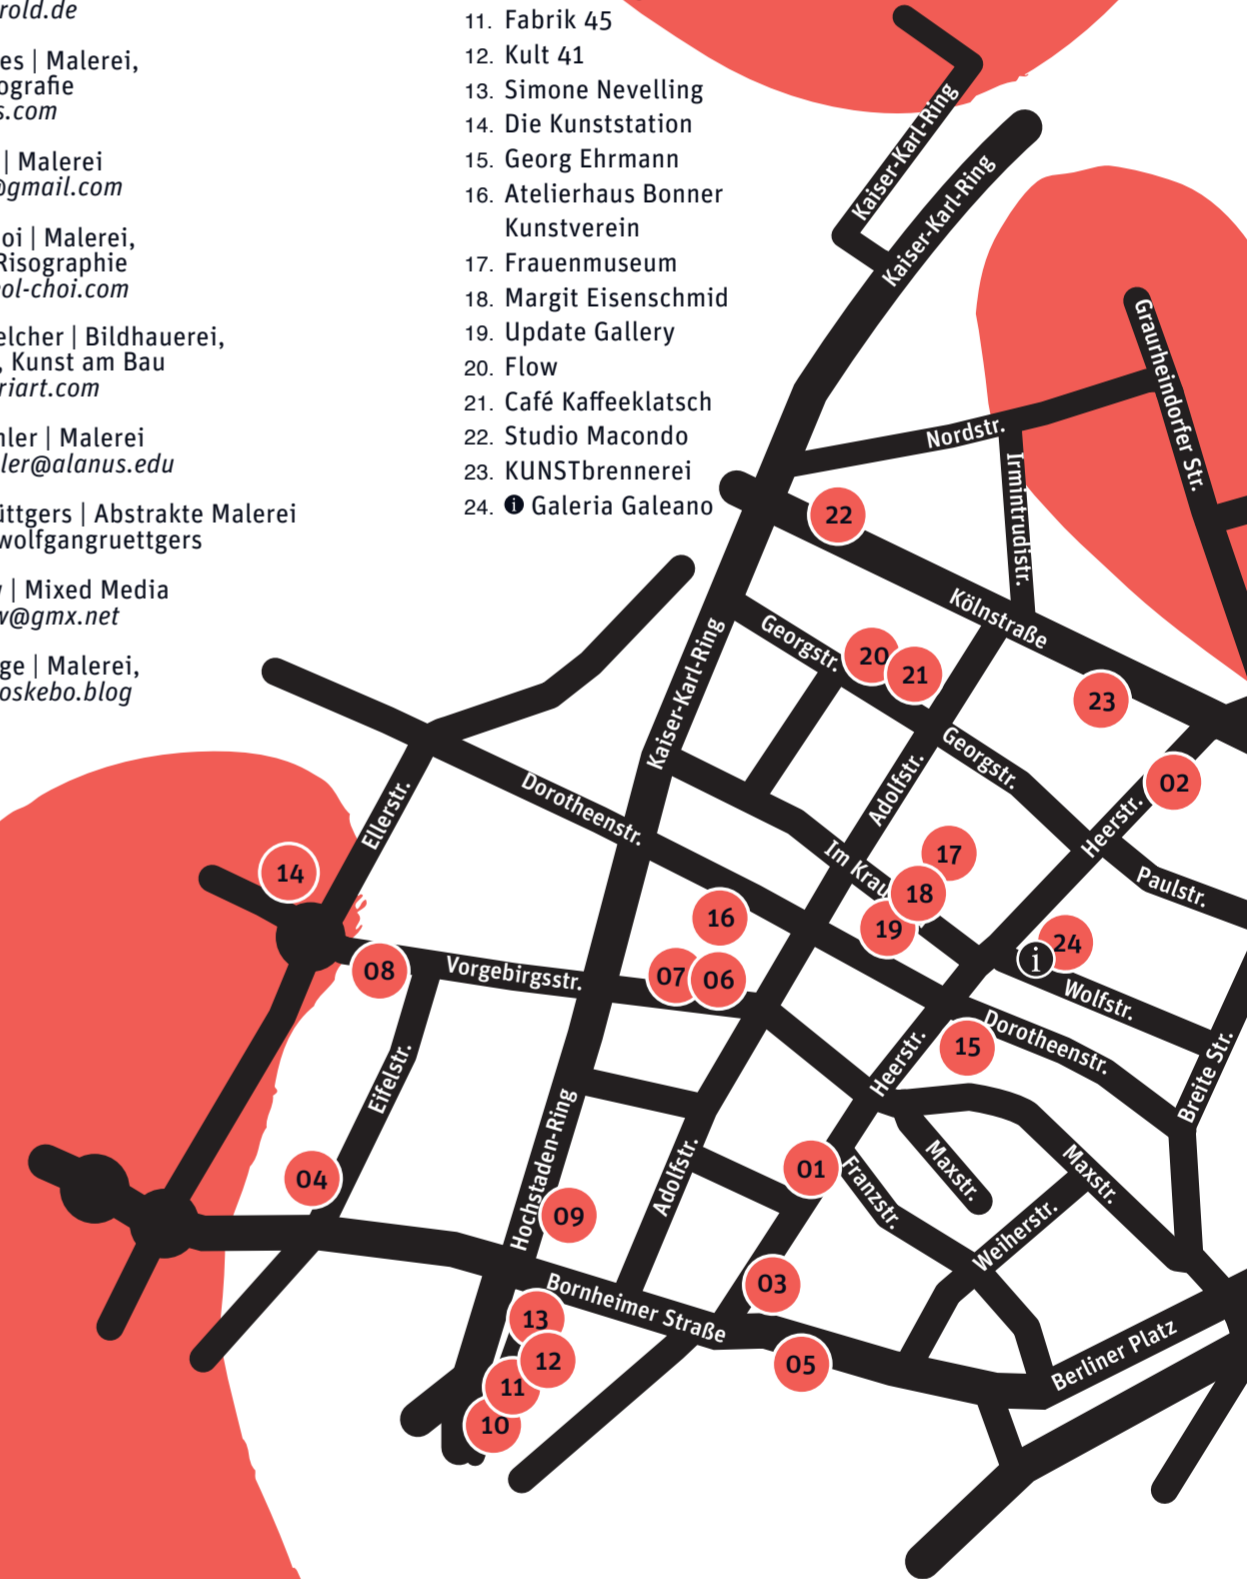 rold.de
es | Malerei,
ografie
s.com
| Malerei
@gmail.com
oi | Malerei,
Risographie
ol-choi.com
elcher | Bildhauerei,
, Kunst am Bau
riart.com
hler | Malerei
ler@alanus.edu
üttgers | Abstrakte Malerei
wolfgangruettgers
| Mixed Media
w@gmx.net
ge | Malerei,
oskebo.blog
11. Fabrik 45
12. Kult 41
13. Simone Nevelling
14. Die Kunststation
15. Georg Ehrmann
16. Atelierhaus Bonner
Kunstverein
17. Frauenmuseum
18. Margit Eisenschmid
19. Update Gallery
20. Flow
21. Café Kaffeeklatsch
22. Studio Macondo
23. KUNSTbrennerei
24. i Galeria Galeano
Kaiser-Karl-Ring
Kaiser-Karl-Ring
Graurheindorfer Str.
Nordstr.
Irmintrudistr.
22
Kölnstraße
Georgstr.
20
21
23
Kaiser-Karl-Ring
Georgstr.
02
Adolfstr.
Heerstr.
Dorotheenstr.
Ellerstr.
Im Krau
17
14
18
Paulstr.
16
19
24
i
08
Vorgebirgsstr.
07
06
Wolfstr.
15
Dorotheenstr.
Heerstr.
Breite Str.
Eifelstr.
Hochstaden-Ring
Adolfstr.
01
Franzstr.
Maxstr.
Maxstr.
04
09
Weiherstr.
03
Bornheimer Straße
13
12
05
Berliner Platz
11
10